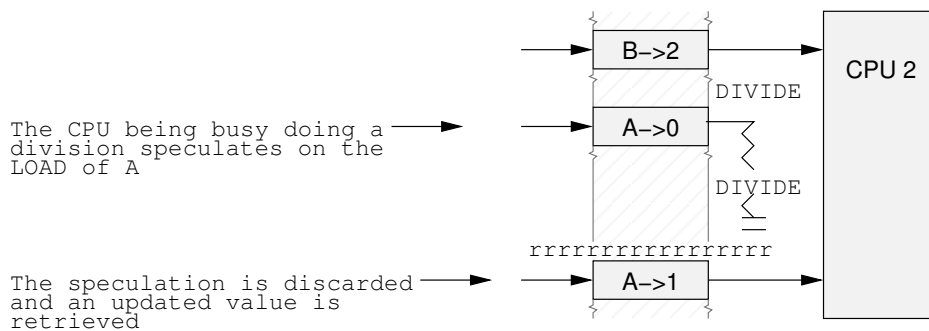 B->2
CPU 2
DIVIDE
The CPU being busy doing a
division speculates on the
LOAD of A
A->0
DIVIDE
rrrrrrrrrrrrrrrrr
The speculation is discarded
and an updated value is
retrieved
A->1